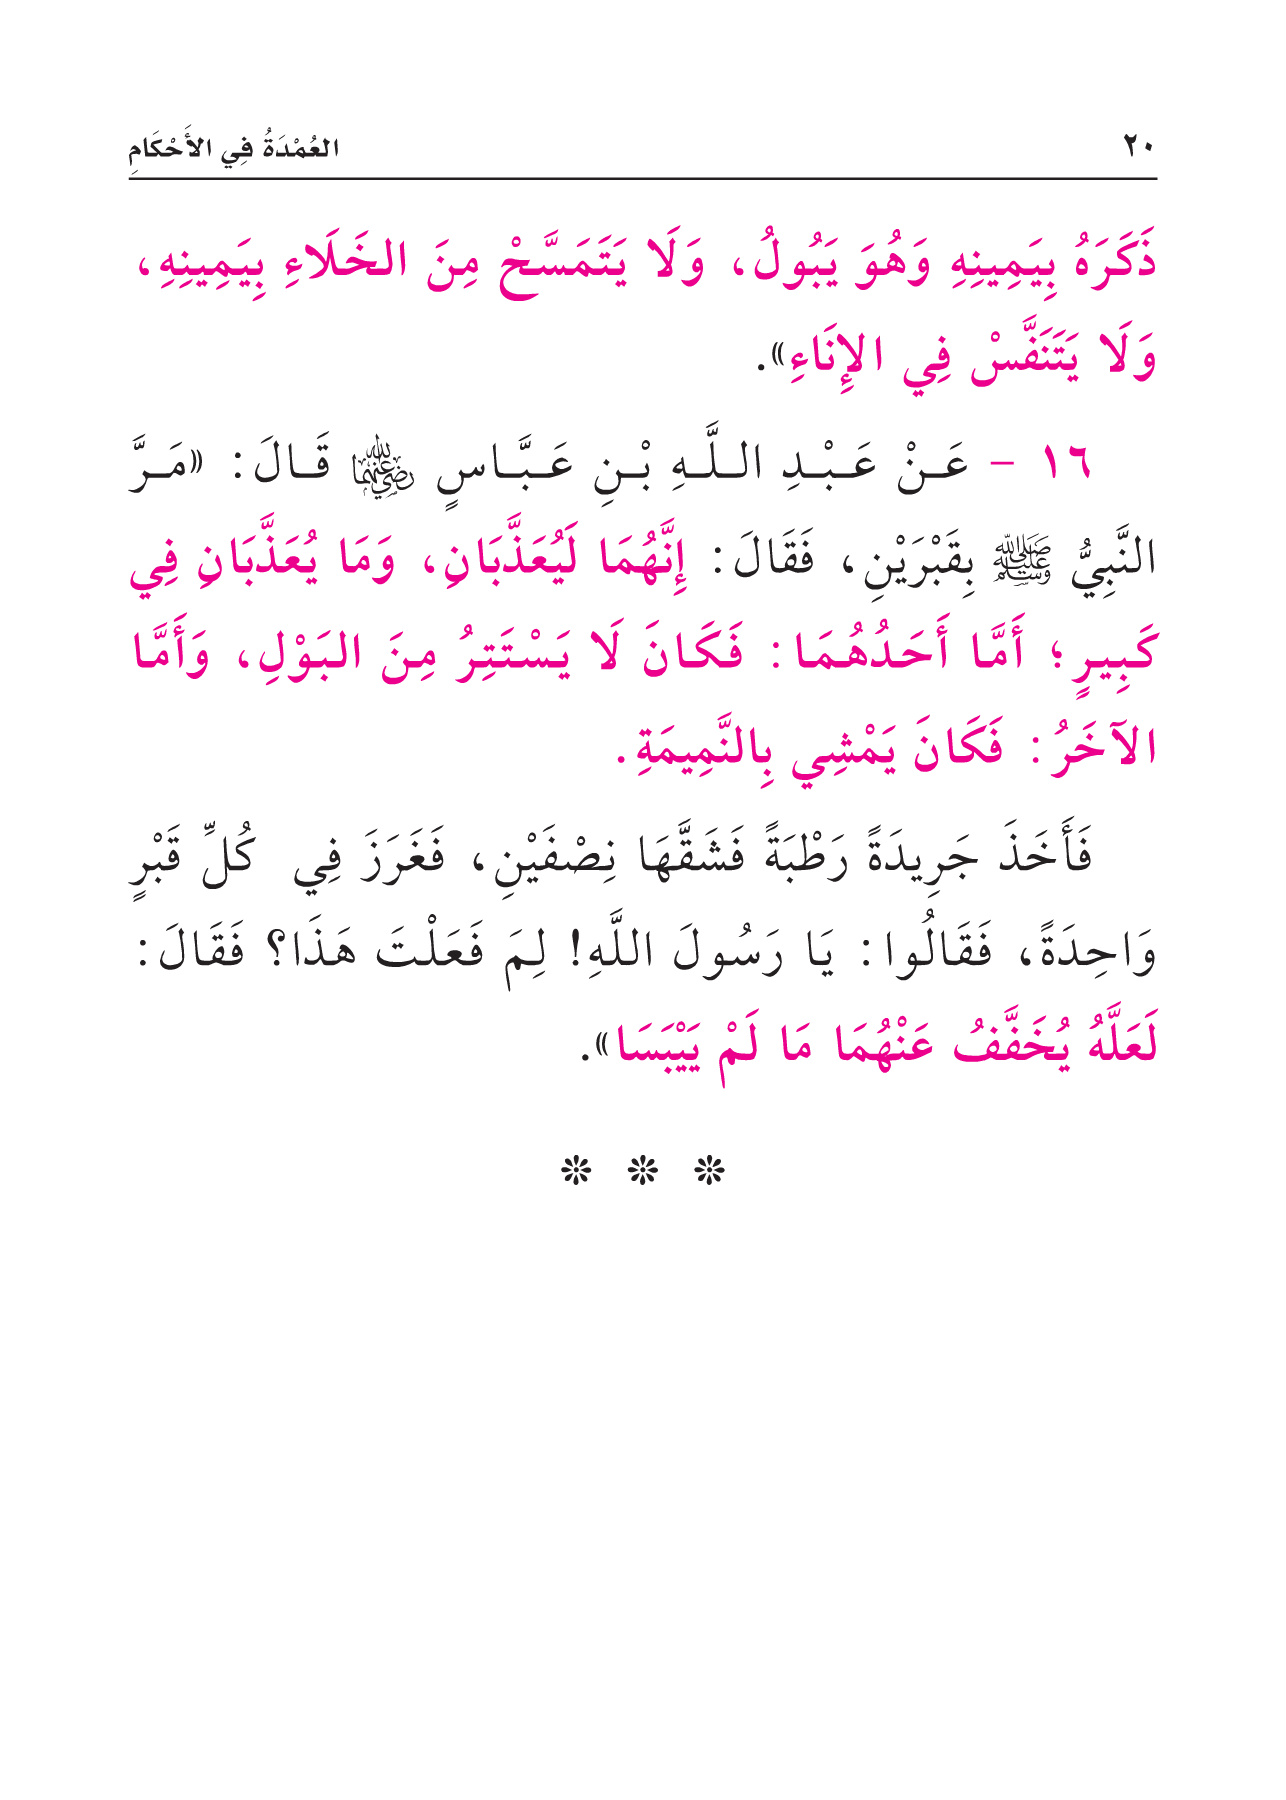 ٢٠ العُمْدَةُ فِي الأَحْكَامِ
ذَكَرَهُ بِيَمِينِهِ وَهُوَ يَبُولُ، وَلَا يَتَمَسَّحْ مِنَ الخَلَاءِ بِيَمِينِهِ،
وَلَا يَتَنَفَّسْ فِي الإِنَاءِ».
١٦ - عَنْ عَبْدِ اللَّهِ بْنِ عَبَّاسٍ رضي الله عنهما قَالَ: «مَرَّ
النَّبِيُّ ﷺ بِقَبْرَيْنِ، فَقَالَ: إِنَّهُمَا لَيُعَذَّبَانِ، وَمَا يُعَذَّبَانِ فِي
كَبِيرٍ؛ أَمَّا أَحَدُهُمَا: فَكَانَ لَا يَسْتَتِرُ مِنَ البَوْلِ، وَأَمَّا
الآخَرُ: فَكَانَ يَمْشِي بِالنَّمِيمَةِ.
فَأَخَذَ جَرِيدَةً رَطْبَةً فَشَقَّهَا نِصْفَيْنِ، فَغَرَزَ فِي كُلِّ قَبْرٍ
وَاحِدَةً، فَقَالُوا: يَا رَسُولَ اللَّهِ! لِمَ فَعَلْتَ هَذَا؟ فَقَالَ:
لَعَلَّهُ يُخَفَّفُ عَنْهُمَا مَا لَمْ يَيْبَسَا».